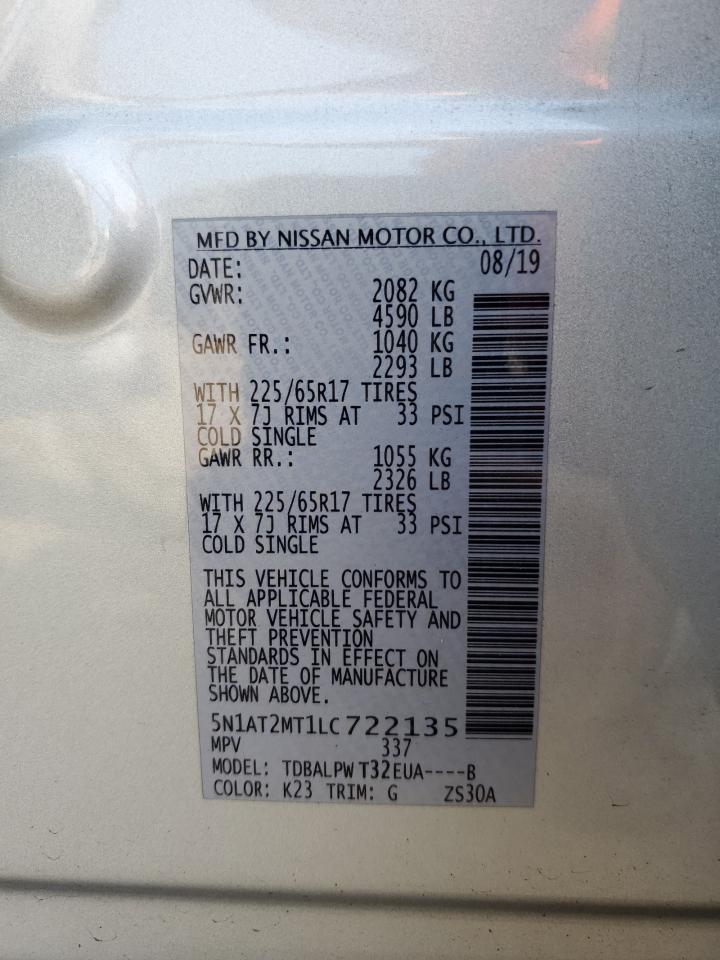 MFD BY NISSAN MOTOR CO., LTD.
DATE: 08/19
GVWR: 2082 KG
4590 LB
GAWR FR.: 1040 KG
2293 LB
WITH 225/65R17 TIRES
17 X 7J RIMS AT 33 PSI
COLD SINGLE
GAWR RR.: 1055 KG
2326 LB
WITH 225/65R17 TIRES
17 X 7J RIMS AT 33 PSI
COLD SINGLE
THIS VEHICLE CONFORMS TO
ALL APPLICABLE FEDERAL
MOTOR VEHICLE SAFETY AND
THEFT PREVENTION
STANDARDS IN EFFECT ON
THE DATE OF MANUFACTURE
SHOWN ABOVE.
5N1AT2MT1LC722135
MPV 337
MODEL: TDBALPW T32EUA----B
COLOR: K23 TRIM: G ZS30A